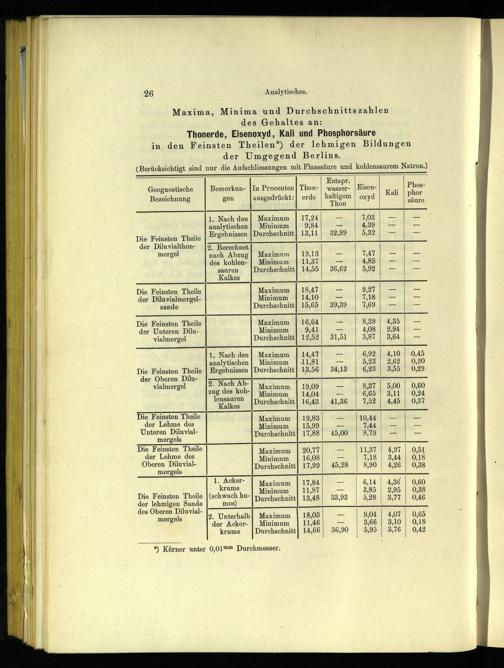 26
Analytisches.
Maxima, Minima und Durchschnittszahlen
des Gehaltes an:
Thonerde, Eisenoxyd, Kali und Phosphorsäure
in den Feinsten Theilen*) der lehmigen Bildungen
der Umgegend Berlins.
(Berücksichtigt sind nur die Aufschliessungen mit Flusssäure und kohlensaurem Natron.)
Geognostische Bezeichnung | Bemerkungen | In Procenten ausgedrückt: | Thonerde | Entspr. wasserhaltigem Thon | Eisenoxyd | Kali | Phosphorsäure
Die Feinsten Theile der Diluvialthonmergel
1. Nach den analytischen Ergebnissen
Maximum 17,24 — 7,03 — —
Minimum 9,84 — 4,39 — —
Durchschnitt 13,11 32,99 5,32 — —
2. Berechnet nach Abzug des kohlensauren Kalkes
Maximum 19,13 — 7,47 — —
Minimum 11,37 — 4,85 — —
Durchschnitt 14,55 36,62 5,92 — —
Die Feinsten Theile der Diluvialmergelsande
Maximum 18,47 — 9,27 — —
Minimum 14,10 — 7,18 — —
Durchschnitt 15,65 39,39 7,69 — —
Die Feinsten Theile der Unteren Diluvialmergel
Maximum 16,64 — 8,39 4,35 —
Minimum 9,41 — 4,08 2,94 —
Durchschnitt 12,52 31,51 5,87 3,64 —
Die Feinsten Theile der Oberen Diluvialmergel
1. Nach den analytischen Ergebnissen
Maximum 14,47 — 6,92 4,10 0,45
Minimum 11,81 — 5,23 2,62 0,20
Durchschnitt 13,56 34,13 6,23 3,55 0,29
2. Nach Abzug des kohlensauren Kalkes
Maximum 19,09 — 8,37 5,00 0,60
Minimum 14,04 — 6,65 3,11 0,24
Durchschnitt 16,43 41,36 7,52 4,45 0,37
Die Feinsten Theile der Lehme des Unteren Diluvialmergels
Maximum 19,83 — 10,44 — —
Minimum 15,99 — 7,44 — —
Durchschnitt 17,88 45,00 8,79 — —
Die Feinsten Theile der Lehme des Oberen Diluvialmergels
Maximum 20,77 — 11,37 4,97 0,51
Minimum 16,08 — 7,18 3,44 0,18
Durchschnitt 17,99 45,28 8,90 4,26 0,38
Die Feinsten Theile der lehmigen Sande des Oberen Diluvialmergels
1. Ackerkrume (schwach humos)
Maximum 17,84 — 6,14 4,36 0,60
Minimum 11,87 — 3,85 2,95 0,38
Durchschnitt 13,48 33,93 5,28 3,77 0,46
2. Unterhalb der Ackerkrume
Maximum 18,03 — 9,04 4,07 0,65
Minimum 11,46 — 3,66 3,10 0,18
Durchschnitt 14,66 36,90 5,95 3,76 0,42
*) Körner unter 0,01mm Durchmesser.